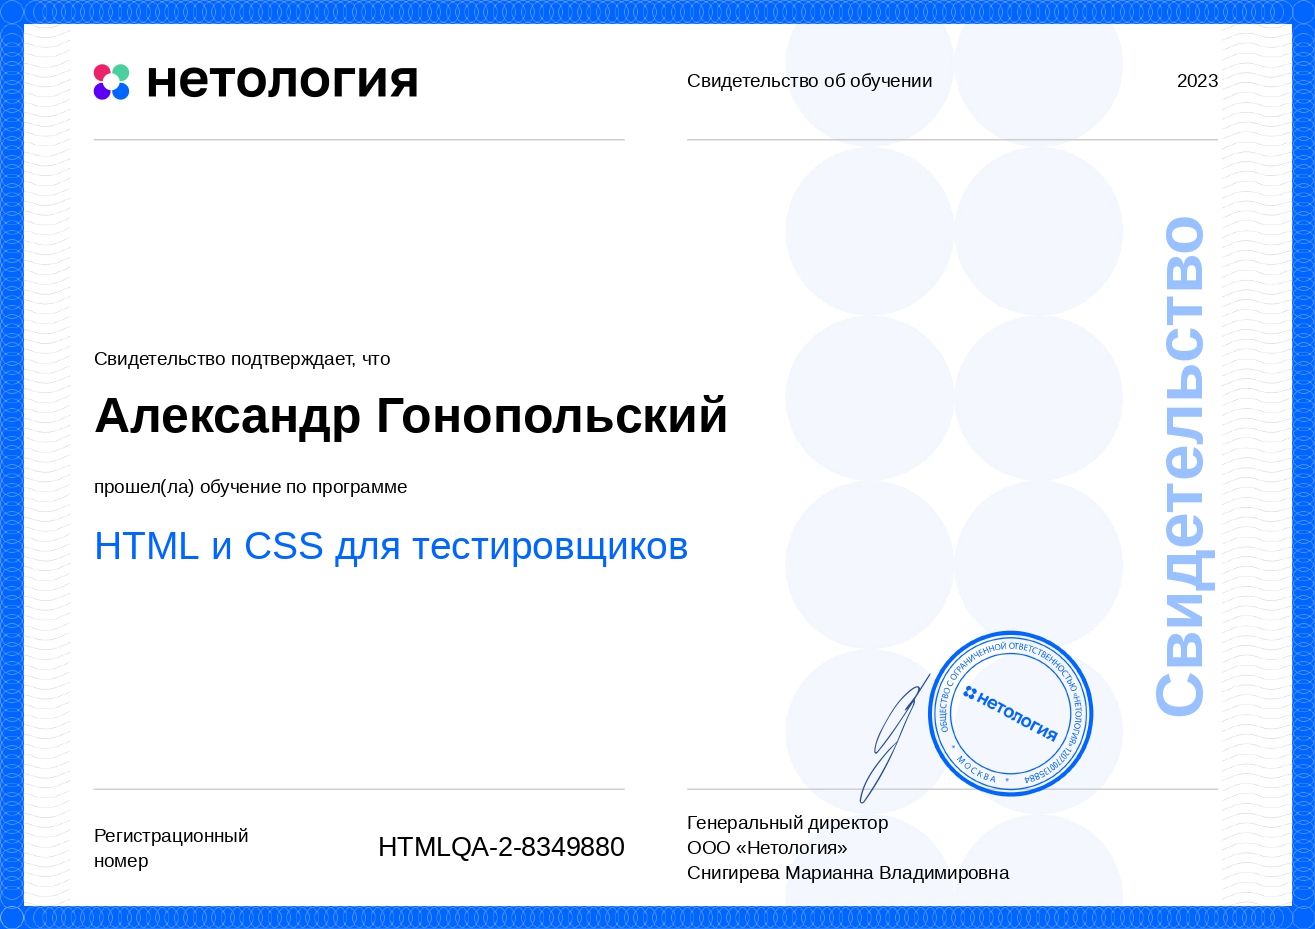 нетология
Свидетельство об обучении
2023
Свидетельство подтверждает, что
Александр Гонопольский
прошел(ла) обучение по программе
HTML и CSS для тестировщиков
Свидетельство
ОБЩЕСТВО С ОГРАНИЧЕННОЙ ОТВЕТСТВЕННОСТЬЮ «НЕТОЛОГИЯ» 1207700135884
* МОСКВА *
нетология
Регистрационный
номер
HTMLQA-2-8349880
Генеральный директор
ООО «Нетология»
Снигирева Марианна Владимировна